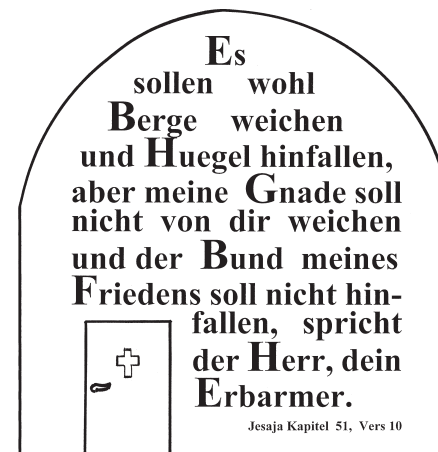 Es
sollen wohl
Berge weichen
und Huegel hinfallen,
aber meine Gnade soll
nicht von dir weichen
und der Bund meines
Friedens soll nicht hin-
fallen, spricht
der Herr, dein
Erbarmer.
Jesaja Kapitel 51, Vers 10